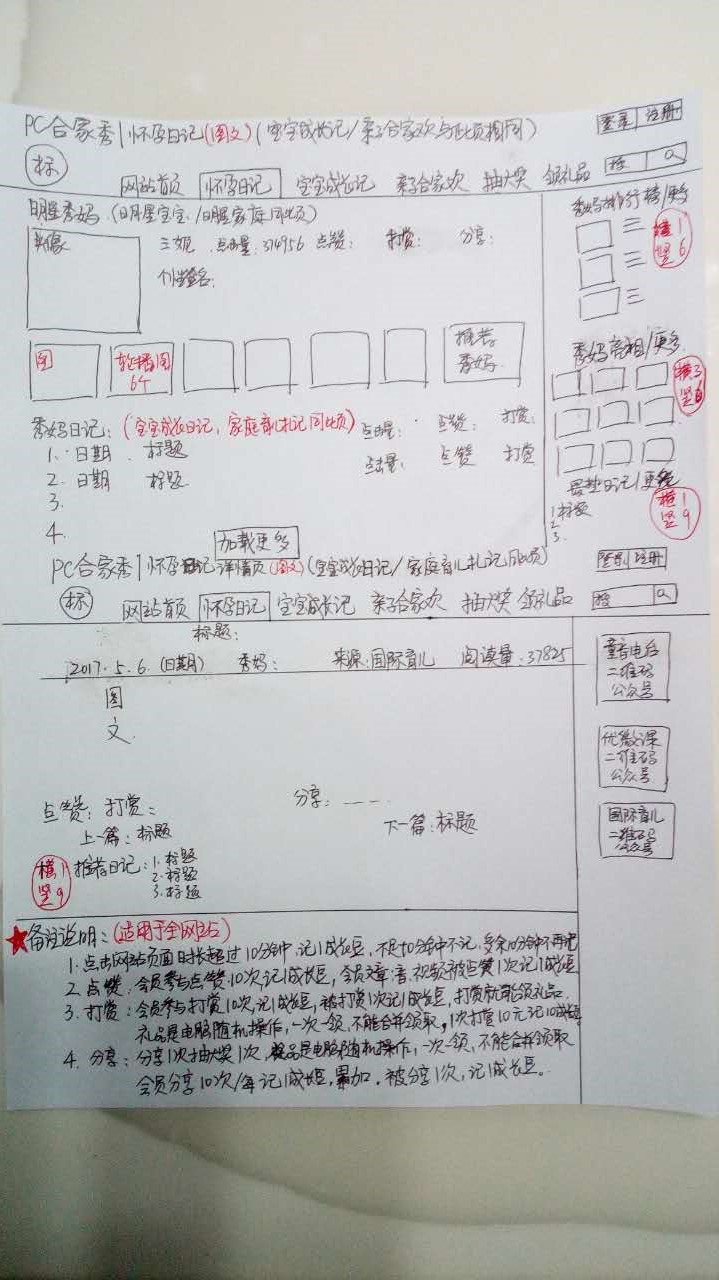 PC合家秀|怀孕日记(图文)(宝宝成长记/亲子合家欢与此页相同)
登录 注册
标
网站首页 怀孕日记 宝宝成长记 亲子合家欢 抽大奖 领礼品 搜
明星秀妈(明星宝宝/明星家庭同此页)
秀妈排行榜/更多
头像
三妮 点击量:374956 点赞: 打赏: 分享:
横1
竖6
个性签名:
图
轮播图
6个
推荐
秀妈
秀妈亮相/更多
横3
竖6
秀妈日记:(宝宝成长日记,家庭育儿札记同此页) 点击量: 点赞: 打赏:
1. 日期 . 标题
2. 日期 标题 点击量: 点赞 打赏
3.
4.
加载更多
最热日记/更多
1.标题
2.
3.
横1
竖9
PC合家秀|怀孕日记详情页(图文)(宝宝成长日记/家庭育儿札记同此页)
登录 注册
标
网站首页 怀孕日记 宝宝成长记 亲子合家欢 抽大奖 领礼品 搜
标题:
2017.5.6.(日期) 秀妈: 来源:国际育儿 阅读量:37825
图
文
二维码
公众号
二维码
公众号
国际育儿
二维码
公众号
点赞: 打赏: 分享: ----
上一篇:标题 下一篇:标题
横1
竖9
推荐日记:1.标题
2.标题
3.标题
★备注说明:(适用于全网站)
1. 点击网站页面时长超过10分钟,记1成长豆,不足10分钟不记,多余10分钟不再记
2. 点赞:会员参与点赞10次记1成长豆,会员文章、音、视频被点赞1次记1成长豆
3. 打赏:会员参与打赏10次,记1成长豆,被打赏1次记1成长豆,打赏就能领礼品.
礼品是电脑随机操作,一次一领,不能合并领取,1次打赏10元记10成长豆
4. 分享:分享1次抽大奖1次,奖品是电脑随机操作,一次一领,不能合并领取
会员分享10次/每记1成长豆,累加.被分享1次,记1成长豆。